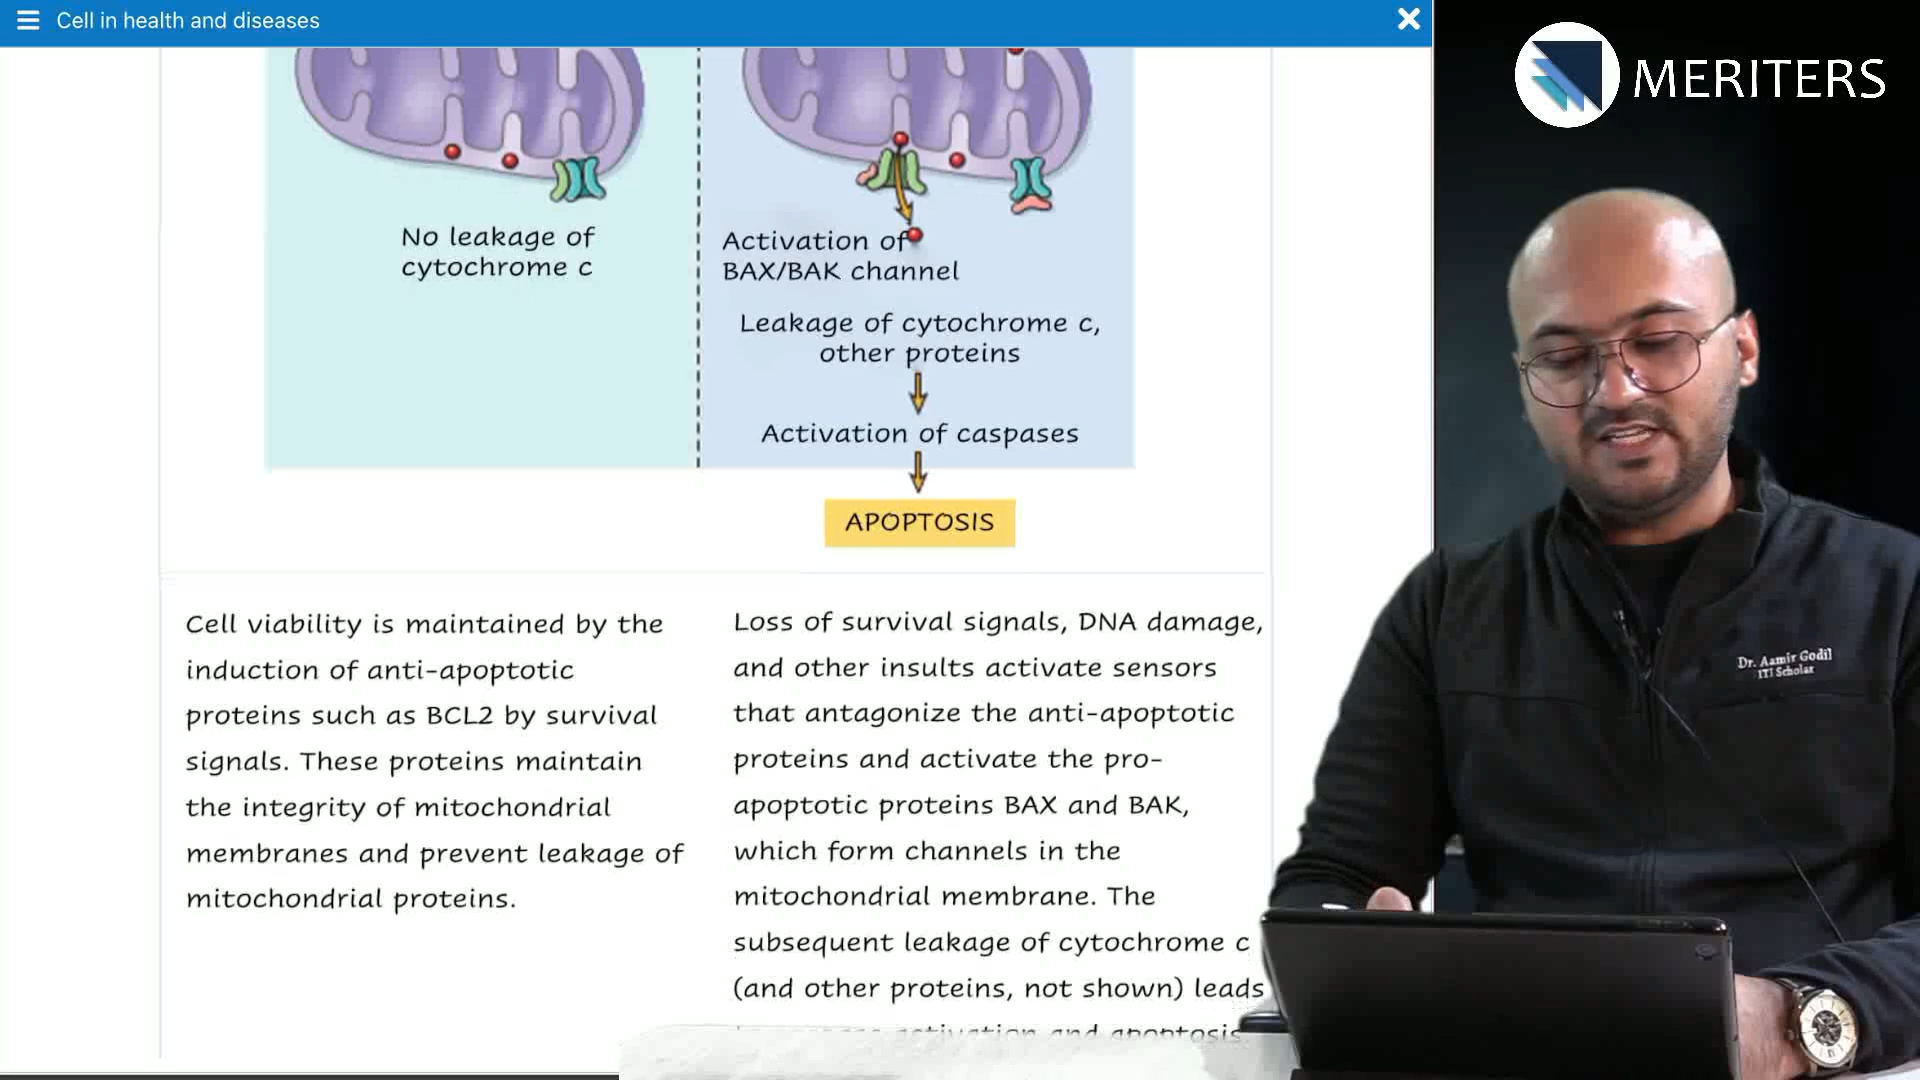 Cell in health and diseases
MERITERS
No leakage of
cytochrome c
Activation of
BAX/BAK channel
Leakage of cytochrome c,
other proteins
Activation of caspases
APOPTOSIS
Cell viability is maintained by the
induction of anti-apoptotic
proteins such as BCL2 by survival
signals. These proteins maintain
the integrity of mitochondrial
membranes and prevent leakage of
mitochondrial proteins.
Loss of survival signals, DNA damage,
and other insults activate sensors
that antagonize the anti-apoptotic
proteins and activate the pro-
apoptotic proteins BAX and BAK,
which form channels in the
mitochondrial membrane. The
subsequent leakage of cytochrome c
(and other proteins, not shown) leads
activation and apoptosis.
Dr. Aamir Godil
ITI Scholar